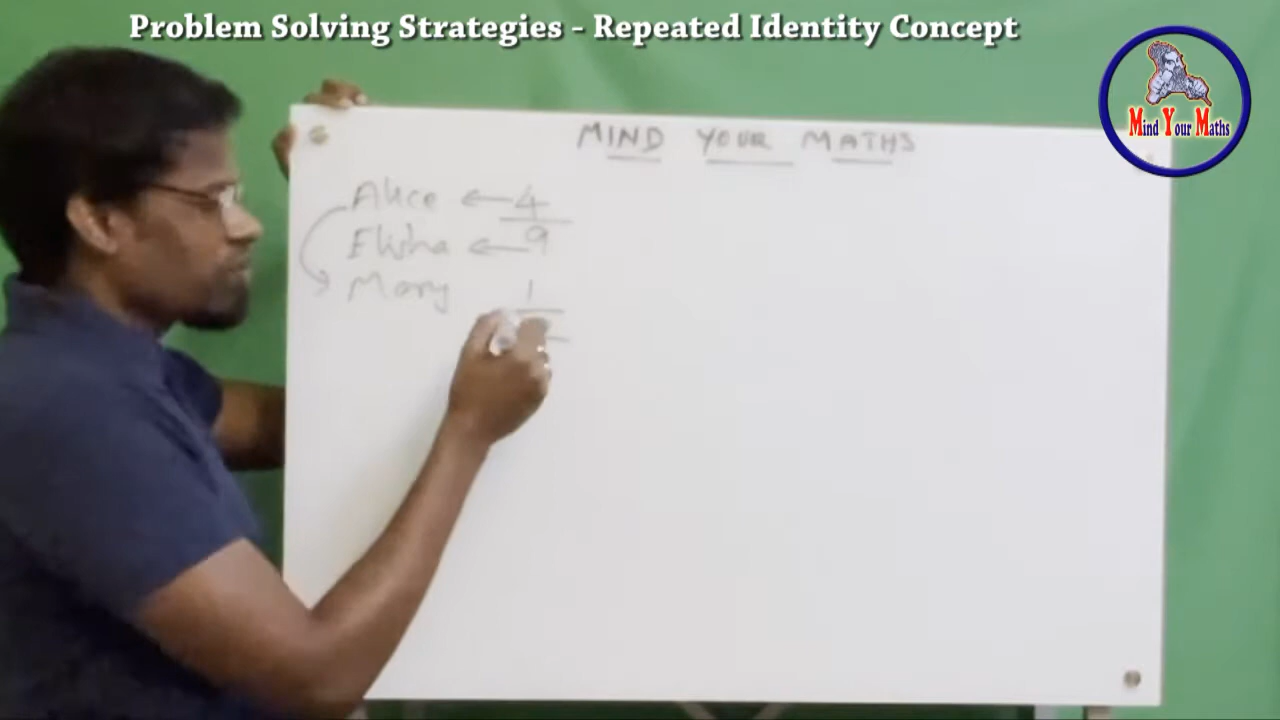 Problem Solving Strategies - Repeated Identity Concept
Mind Your Maths
MIND YOUR MATHS
Alice ← 4
Elisha ← 9
Mary 1